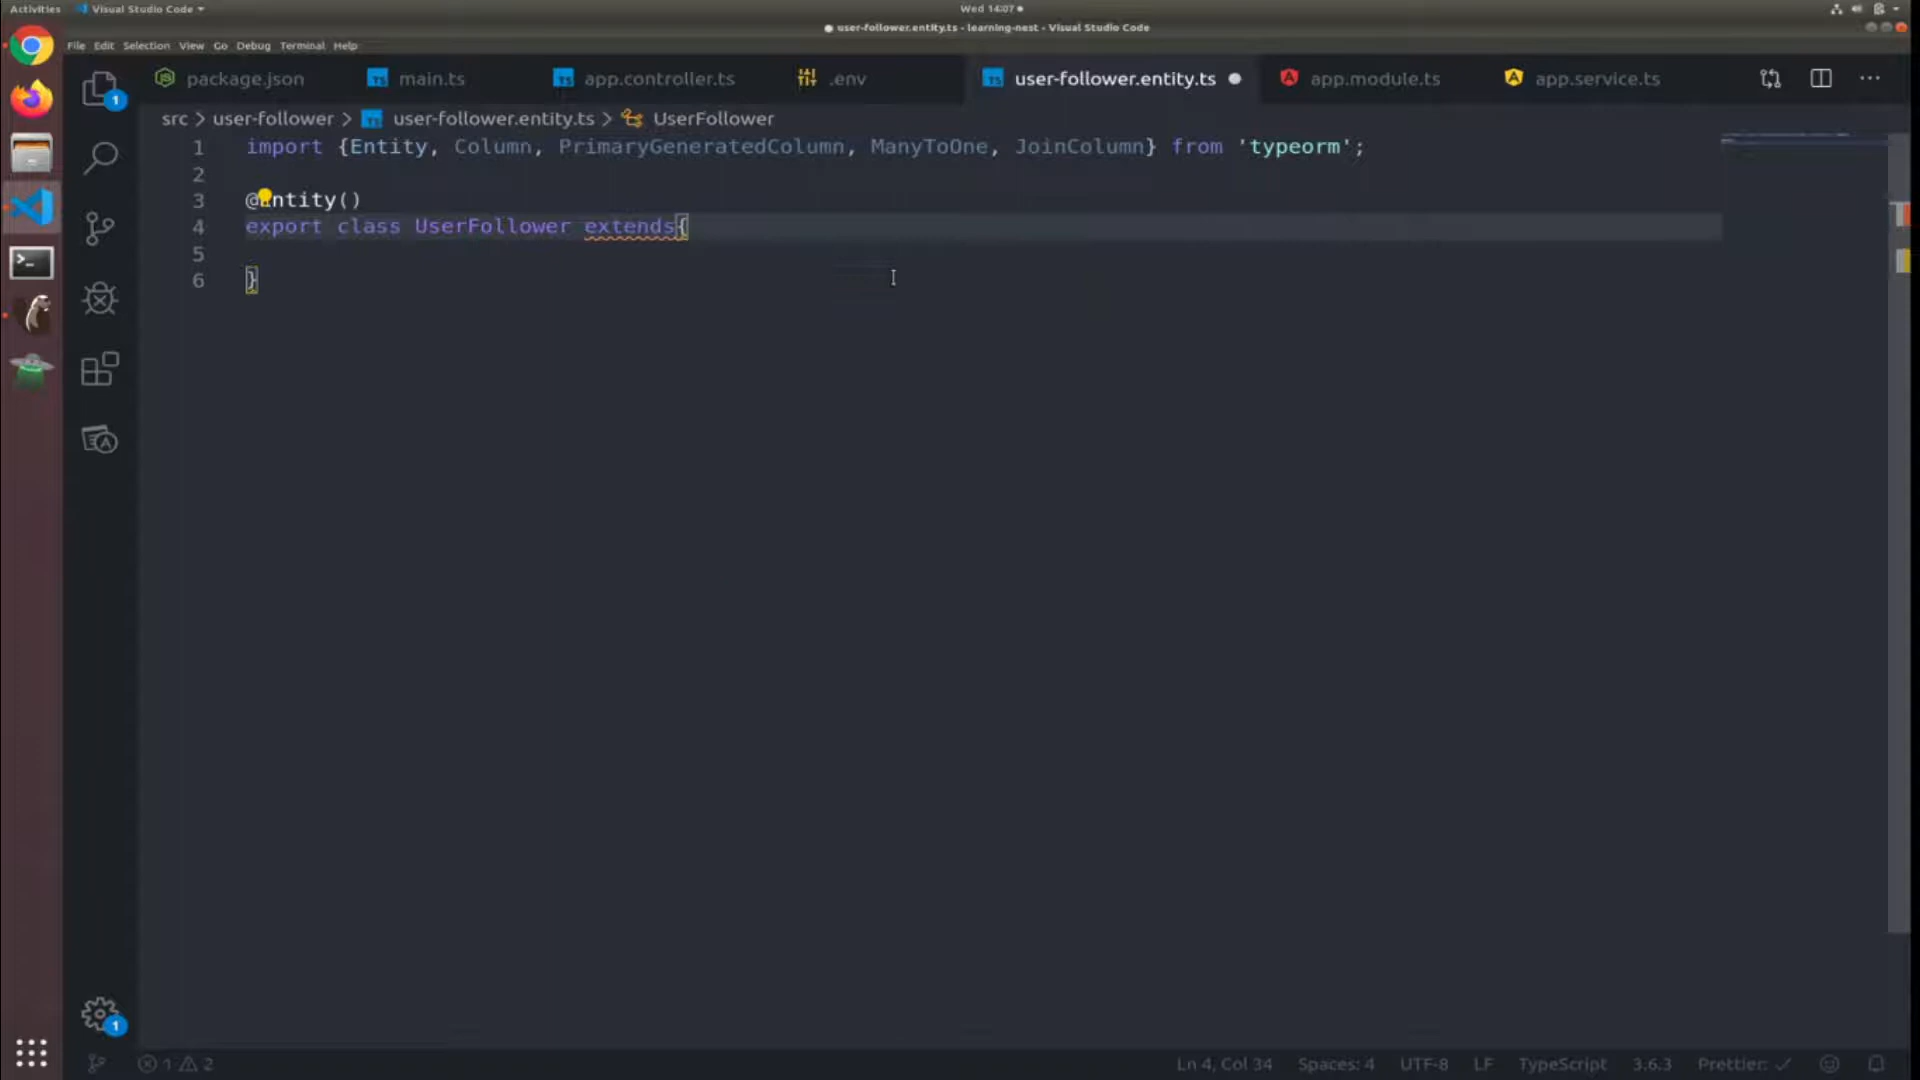 Activities Visual Studio Code Wed 14:07
user-follower.entity.ts - learning-nest - Visual Studio Code
File Edit Selection View Go Debug Terminal Help
package.json main.ts app.controller.ts .env user-follower.entity.ts app.module.ts app.service.ts
src > user-follower > user-follower.entity.ts > UserFollower
1 import {Entity, Column, PrimaryGeneratedColumn, ManyToOne, JoinColumn} from 'typeorm';
2
3 @Entity()
4 export class UserFollower extends{
5
6 }
1
1
1 2 Ln 4, Col 34 Spaces: 4 UTF-8 LF TypeScript 3.6.3 Prettier: ✓